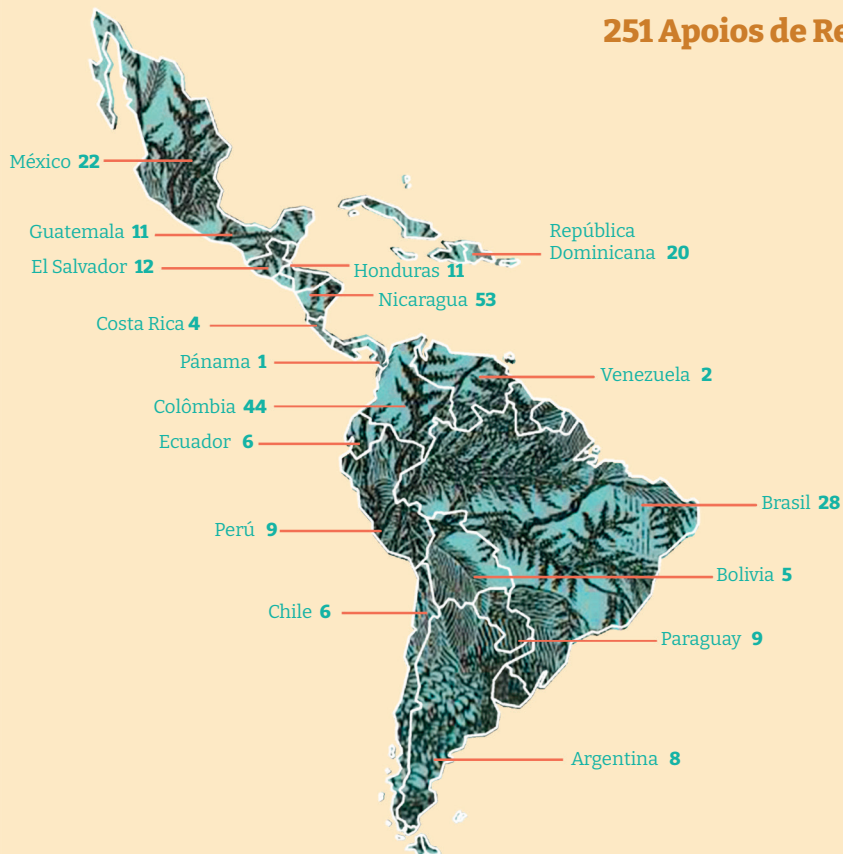 251 Apoios de Re
México 22
Guatemala 11
El Salvador 12
República
Dominicana 20
Honduras 11
Nicaragua 53
Costa Rica 4
Pánama 1
Venezuela 2
Colômbia 44
Ecuador 6
Brasil 28
Perú 9
Bolivia 5
Chile 6
Paraguay 9
Argentina 8